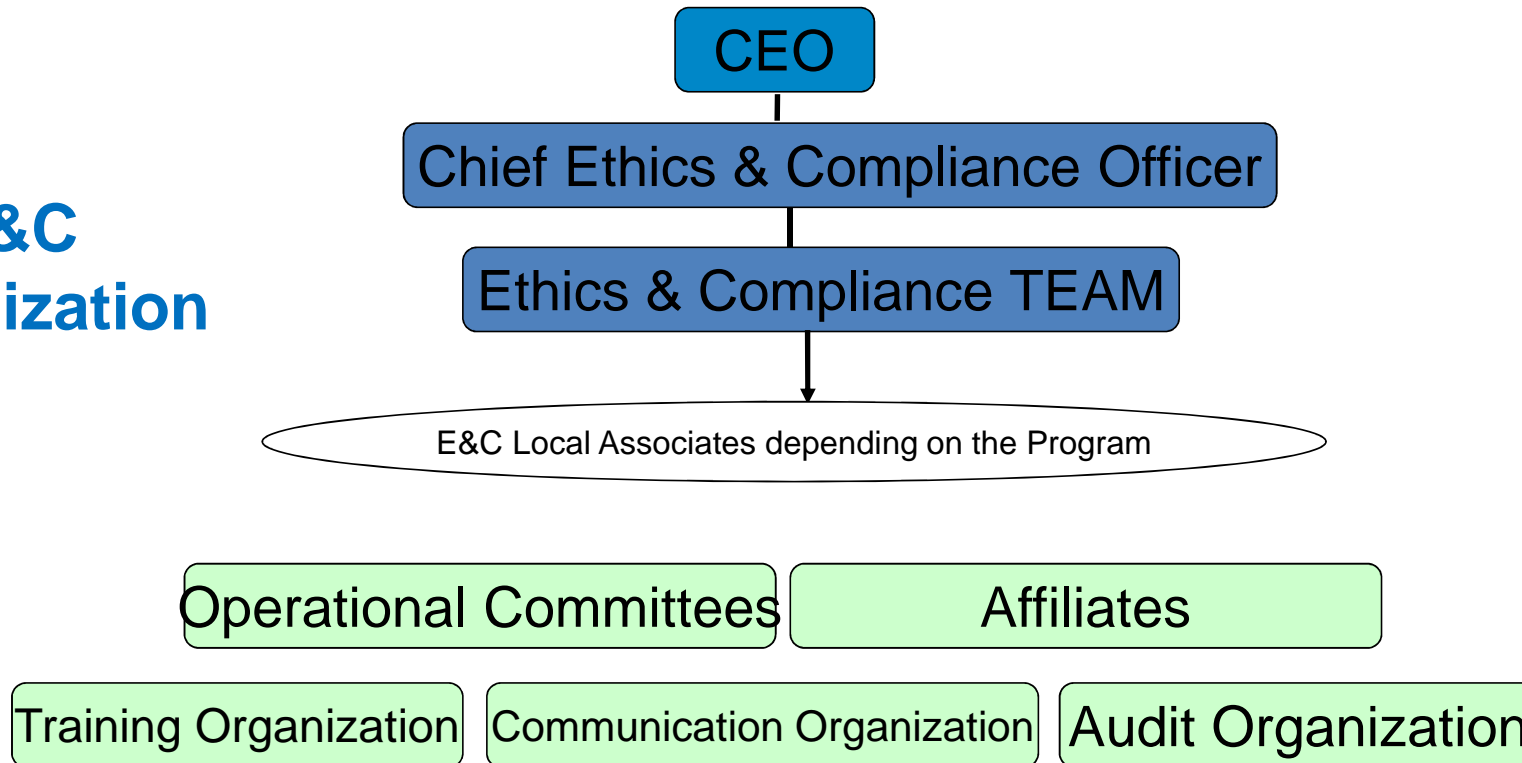 CEO
Chief Ethics & Compliance Officer
&C
ization
Ethics & Compliance TEAM
E&C Local Associates depending on the Program
Operational Committees
Affiliates
Training Organization
Communication Organization
Audit Organization